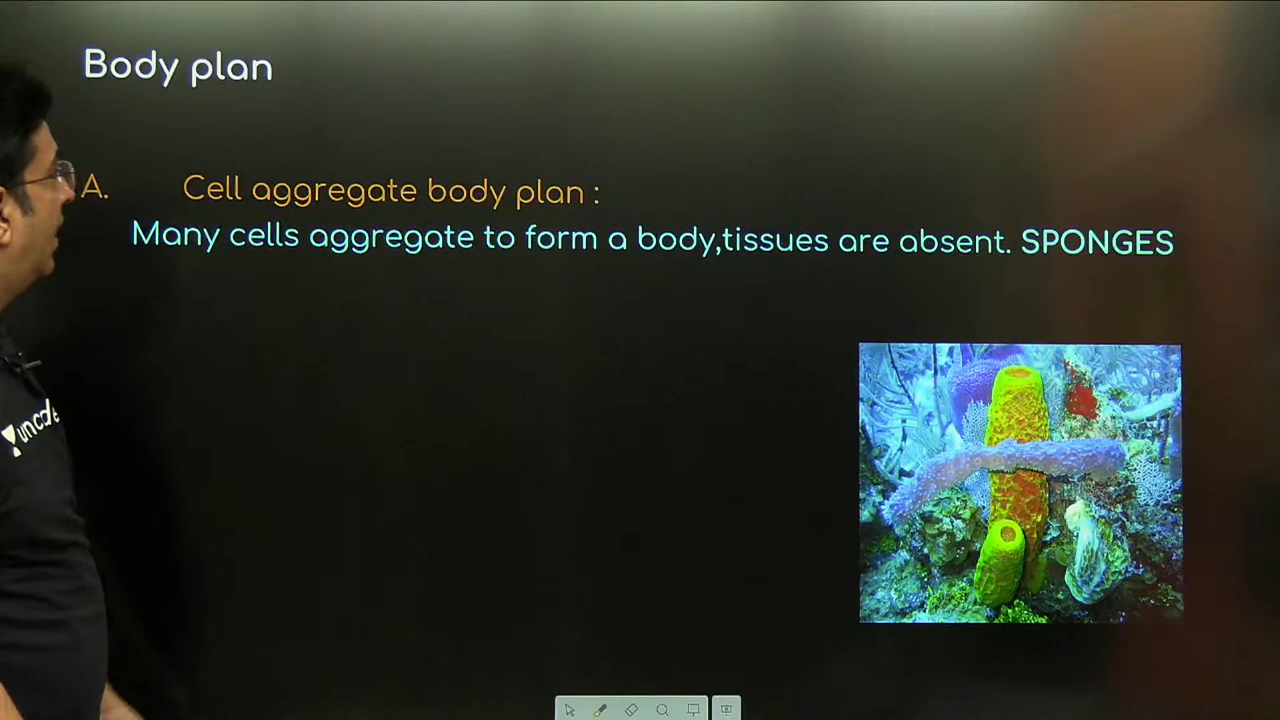 Body plan
A. Cell aggregate body plan :
Many cells aggregate to form a body,tissues are absent. SPONGES